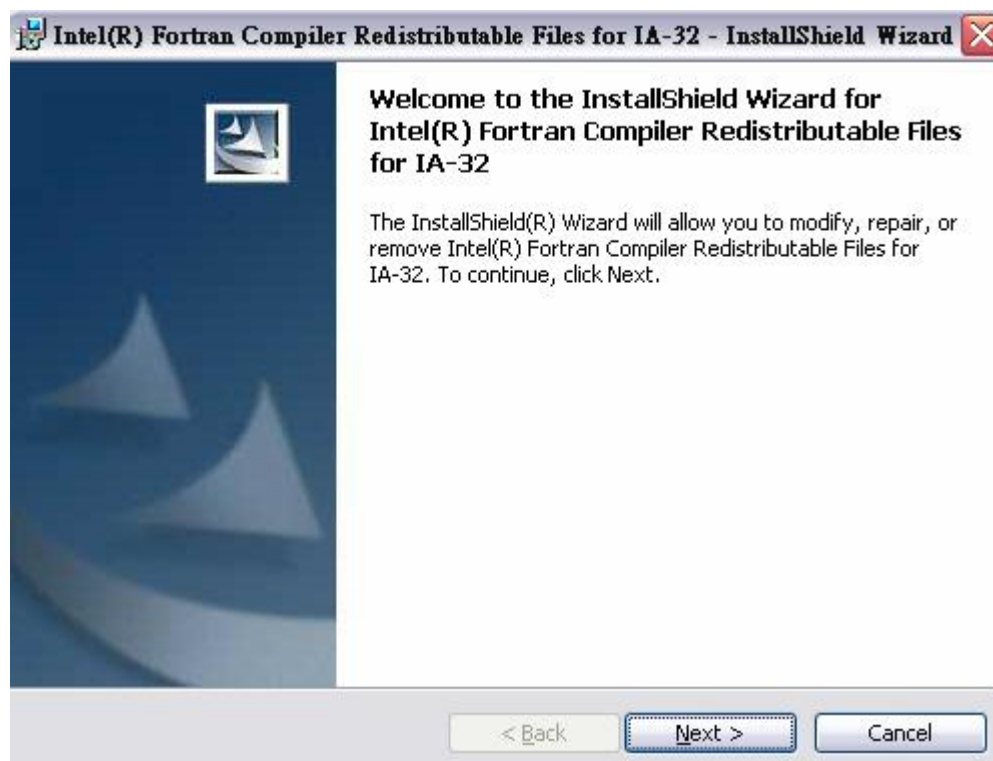 Intel(R) Fortran Compiler Redistributable Files for IA-32 - InstallShield Wizard
Welcome to the InstallShield Wizard for
Intel(R) Fortran Compiler Redistributable Files
for IA-32
The InstallShield(R) Wizard will allow you to modify, repair, or
remove Intel(R) Fortran Compiler Redistributable Files for
IA-32. To continue, click Next.
< Back Next > Cancel